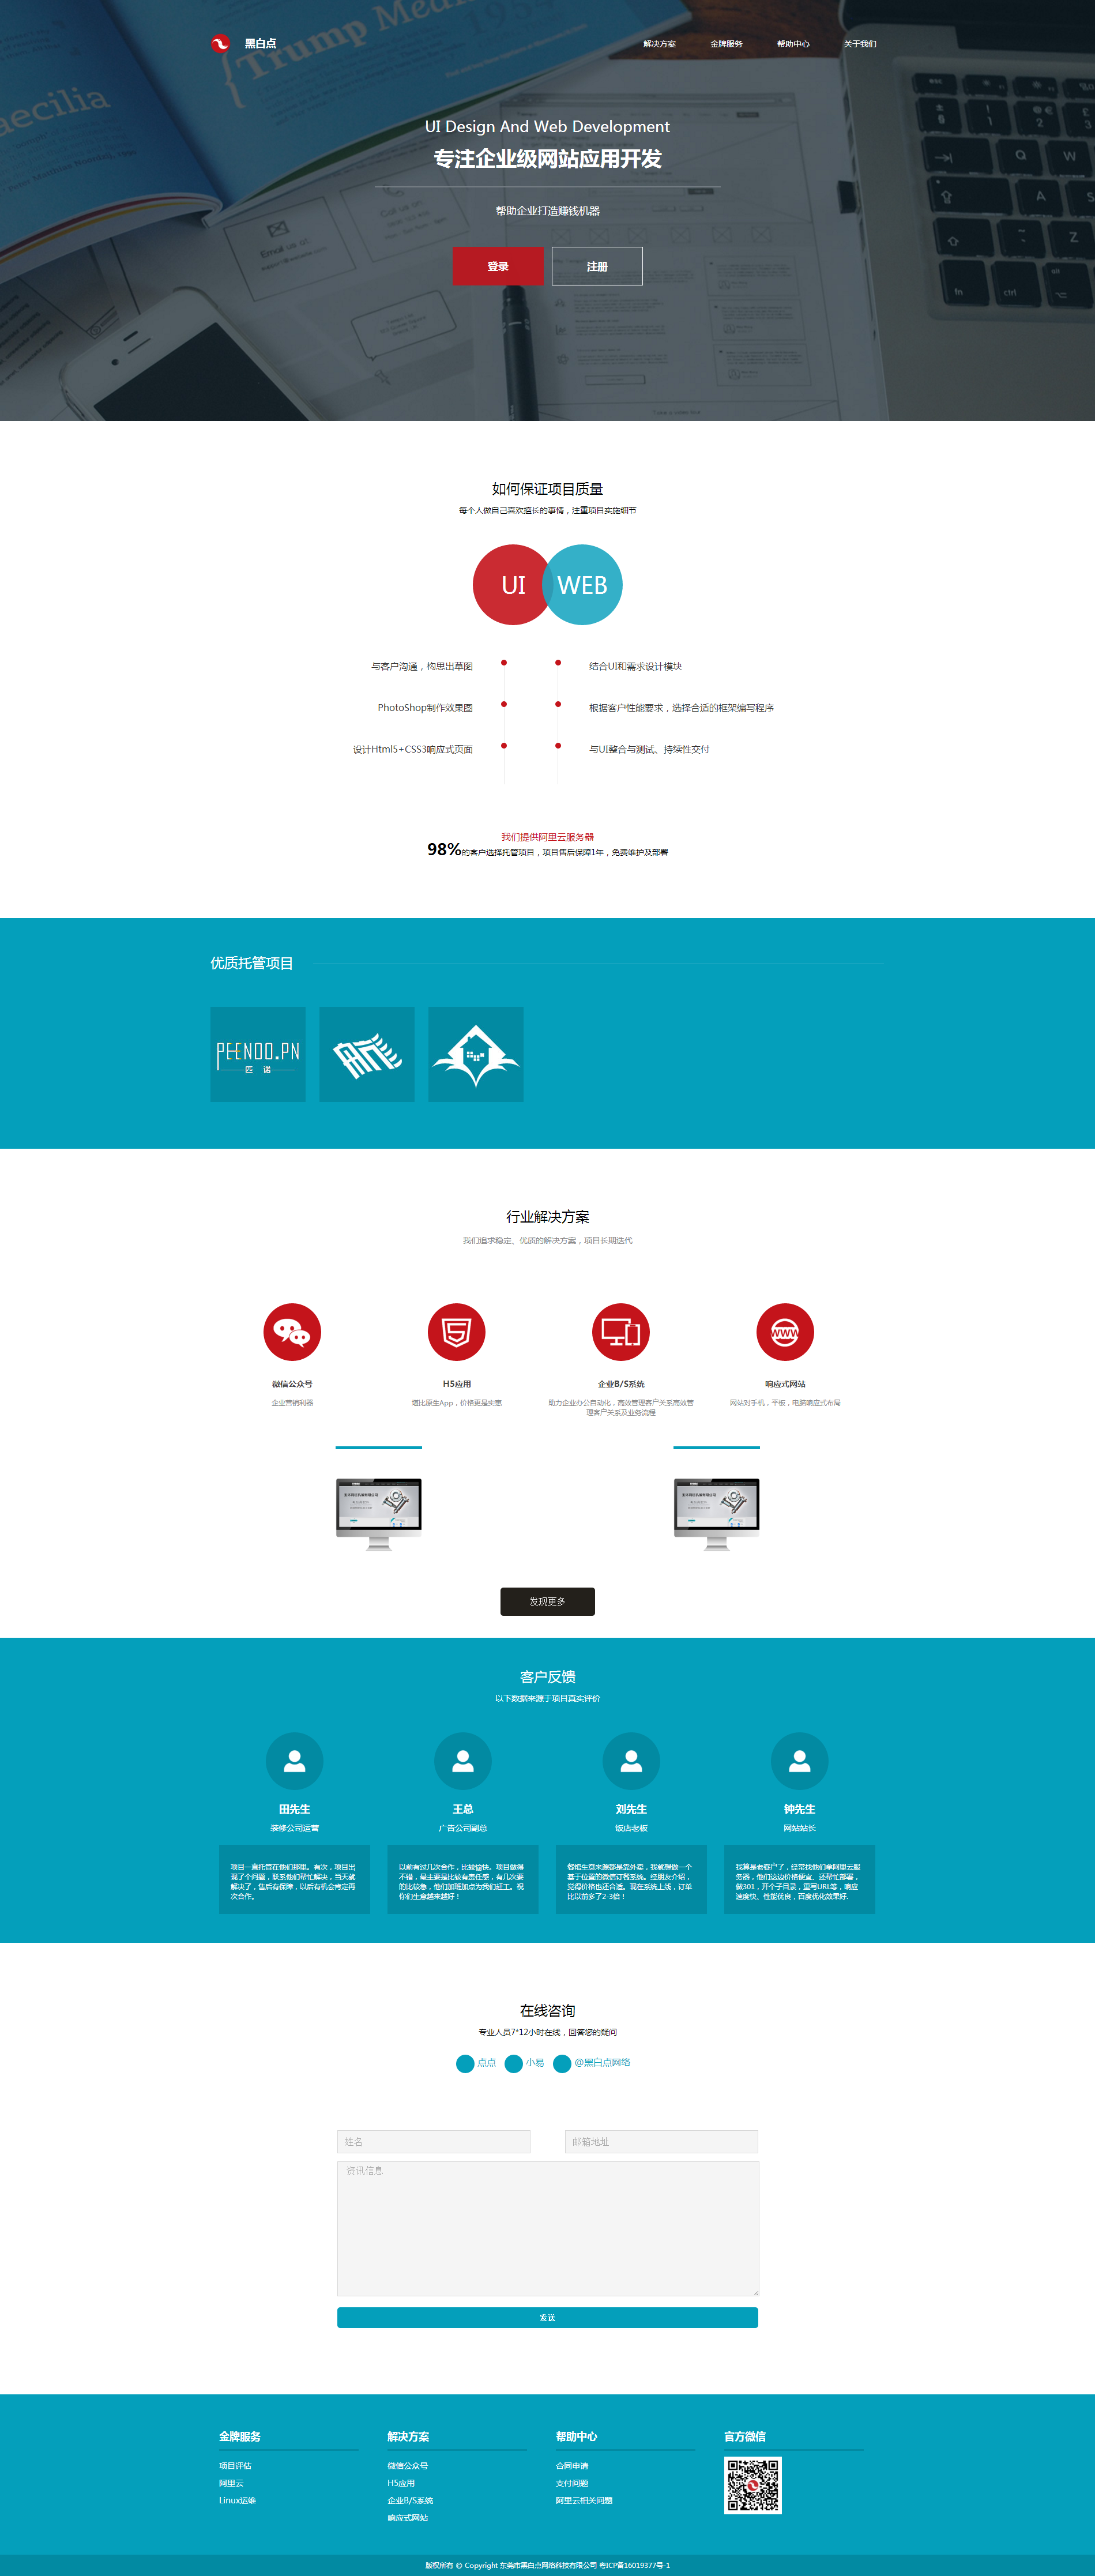 黑白点
解决方案 金牌服务 帮助中心 关于我们
Trump Media
aecilia
UI Design And Web Development
专注企业级网站应用开发
帮助企业打造赚钱机器
登录 注册
如何保证项目质量
每个人做自己喜欢擅长的事情，注重项目实施细节
UI WEB
与客户沟通，构思出草图 结合UI和需求设计模块
PhotoShop制作效果图 根据客户性能要求，选择合适的框架编写程序
设计Html5+CSS3响应式页面 与UI整合与测试、持续性交付
我们提供阿里云服务器
98%的客户选择托管项目，项目售后保障1年，免费维护及部署
优质托管项目
PEENOO.PN
匹 诺
行业解决方案
我们追求稳定、优质的解决方案，项目长期迭代
WWW
微信公众号 H5应用 企业B/S系统 响应式网站
企业营销利器 堪比原生App，价格更是实惠 助力企业办公自动化，高效管理客户关系高效管 网站对手机，平板，电脑响应式布局
理客户关系及业务流程
发现更多
客户反馈
以下数据来源于项目真实评价
田先生 王总 刘先生 钟先生
装修公司运营 广告公司副总 饭店老板 网站站长
项目一直托管在他们那里。有次，项目出
现了个问题，联系他们帮忙解决，当天就
解决了，售后有保障，以后有机会肯定再
次合作。
以前有过几次合作，比较愉快。项目做得
不错，最主要是比较有责任感，有几次要
的比较急，他们加班加点为我们赶工。祝
你们生意越来越好！
餐馆生意来源都是靠外卖，我就想做一个
基于位置的微信订餐系统。经朋友介绍，
觉得价格也还合适。现在系统上线，订单
比以前多了2-3倍！
我算是老客户了，经常找他们拿阿里云服
务器，他们这边价格便宜、还帮忙部署，
做301，开个子目录，重写URL等，响应
速度快、性能优良，百度优化效果好.
在线咨询
专业人员7*12小时在线，回答您的疑问
点点 小易 @黑白点网络
姓名 邮箱地址
资讯信息
发送
金牌服务 解决方案 帮助中心 官方微信
项目评估 微信公众号 合同申请
阿里云 H5应用 支付问题
Linux运维 企业B/S系统 阿里云相关问题
响应式网站
版权所有 © Copyright 东莞市黑白点网络科技有限公司 粤ICP备16019377号-1